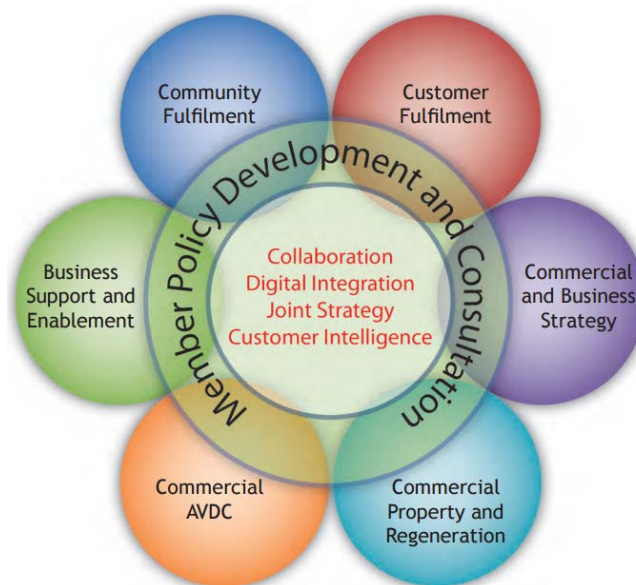 Community
Fulfilment
Customer
Fulfilment
Member Policy Development and Consultation
Business
Support and
Enablement
Collaboration
Digital Integration
Joint Strategy
Customer Intelligence
Commercial
and Business
Strategy
Commercial
AVDC
Commercial
Property and
Regeneration